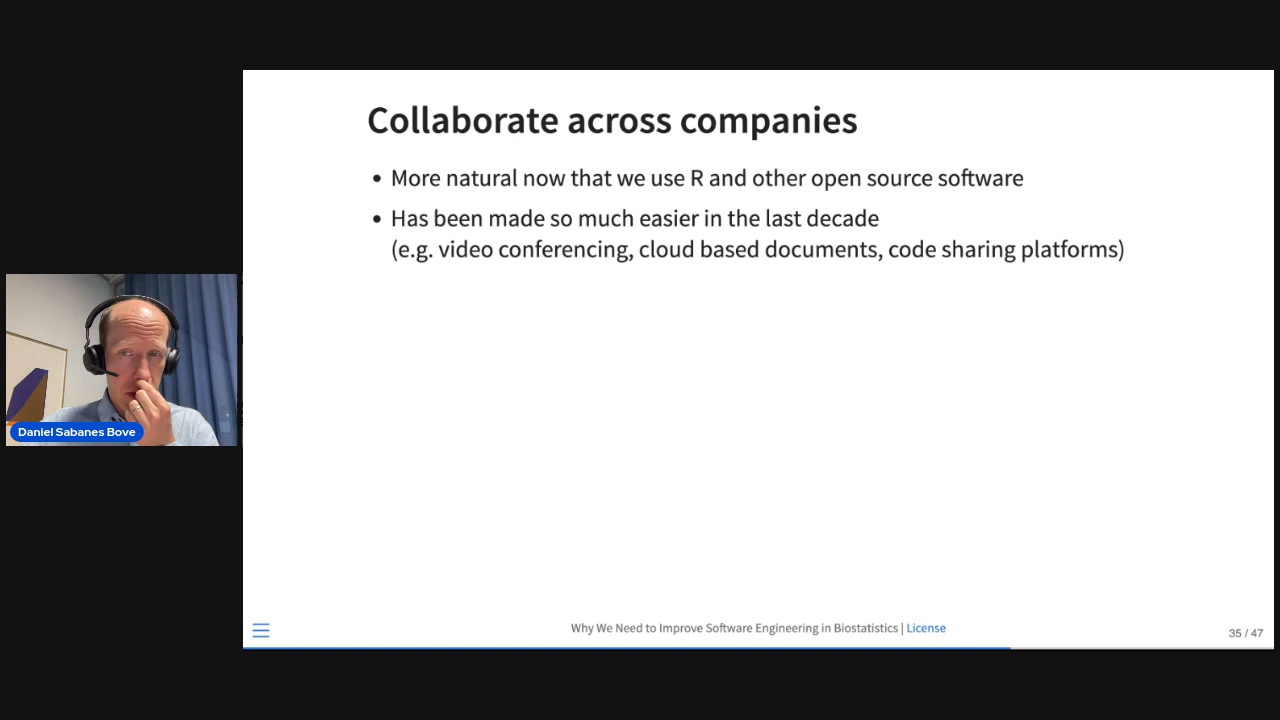 Collaborate across companies
• More natural now that we use R and other open source software
• Has been made so much easier in the last decade
(e.g. video conferencing, cloud based documents, code sharing platforms)
Daniel Sabanes Bove
Why We Need to Improve Software Engineering in Biostatistics | License
35 / 47